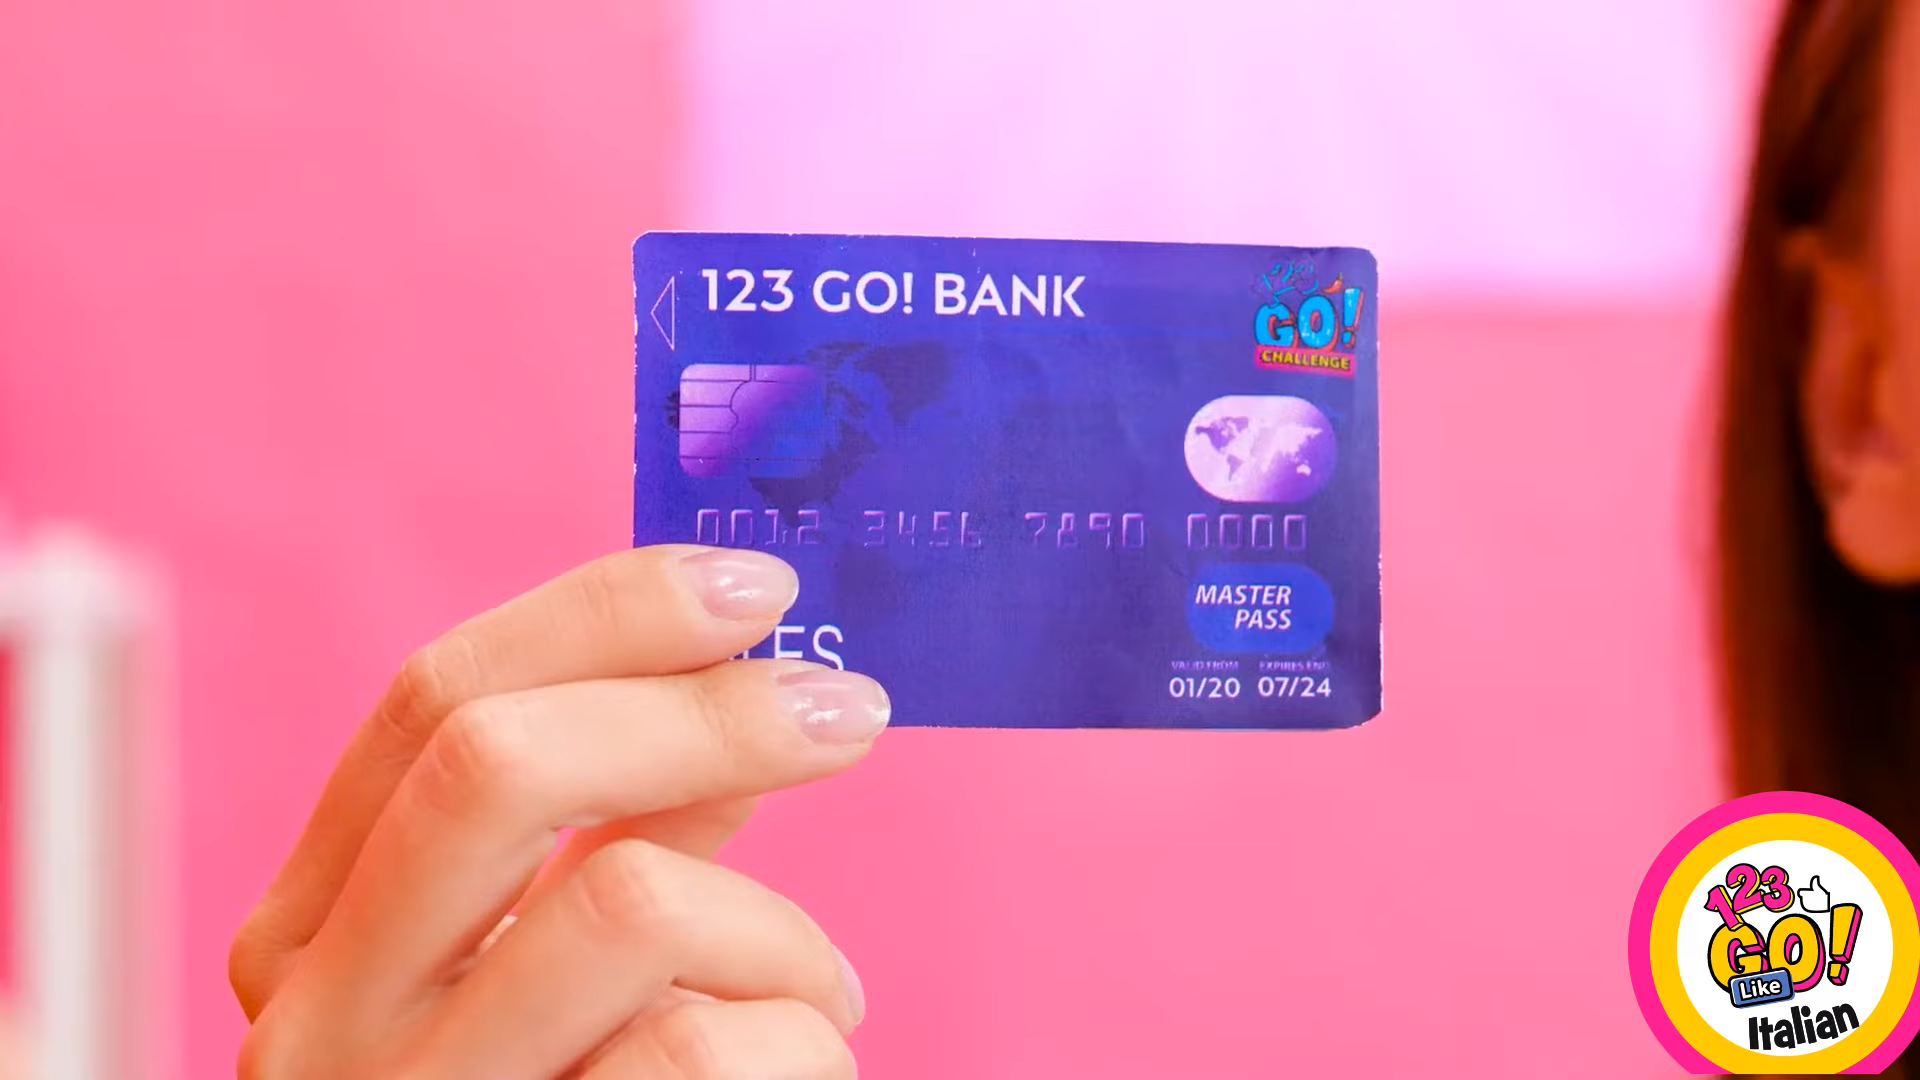 123 GO! BANK
123
GO!
CHALLENGE
0012 3456 7890 0000
MASTER
PASS
VALID FROM EXPIRES END
01/20 07/24
123
GO!
Like
Italian